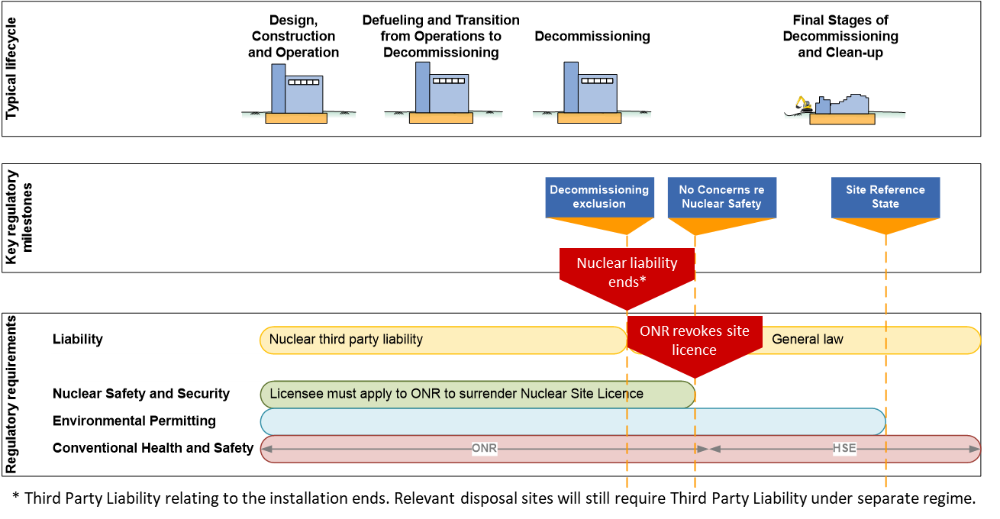 Typical lifecycle
Design,
Construction
and Operation
Defueling and Transition
from Operations to
Decommissioning
Decommissioning
Final Stages of
Decommissioning
and Clean-up
Key regulatory
milestones
Decommissioning
exclusion
No Concerns re
Nuclear Safety
Site Reference
State
Nuclear liability
ends*
Regulatory requirements
Liability
Nuclear third party liability
ONR revokes site
licence
General law
Nuclear Safety and Security
Licensee must apply to ONR to surrender Nuclear Site Licence
Environmental Permitting
Conventional Health and Safety
ONR
HSE
* Third Party Liability relating to the installation ends. Relevant disposal sites will still require Third Party Liability under separate regime.